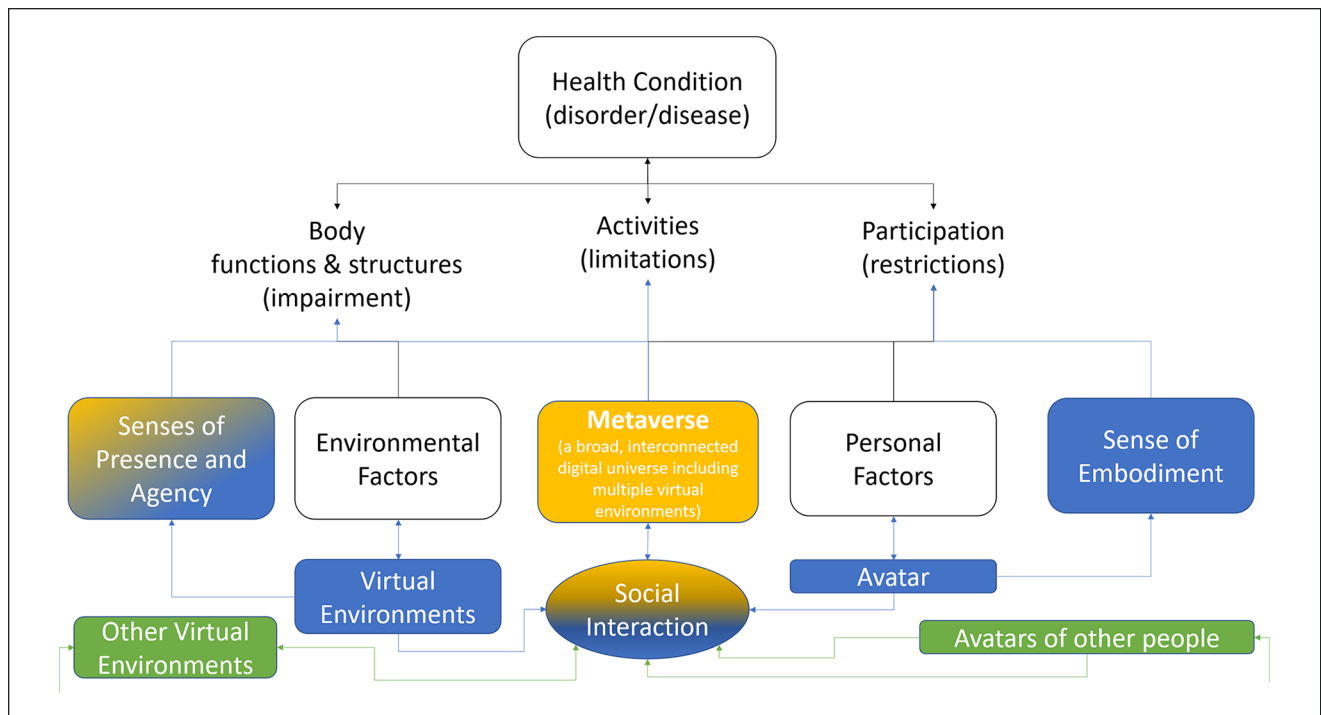 Health Condition
(disorder/disease)
Body
functions & structures
(impairment)
Activities
(limitations)
Participation
(restrictions)
Senses of
Presence and
Agency
Environmental
Factors
Metaverse
(a broad, interconnected
digital universe including
multiple virtual
environments)
Personal
Factors
Sense of
Embodiment
Virtual
Environments
Social
Interaction
Avatar
Other Virtual
Environments
Avatars of other people